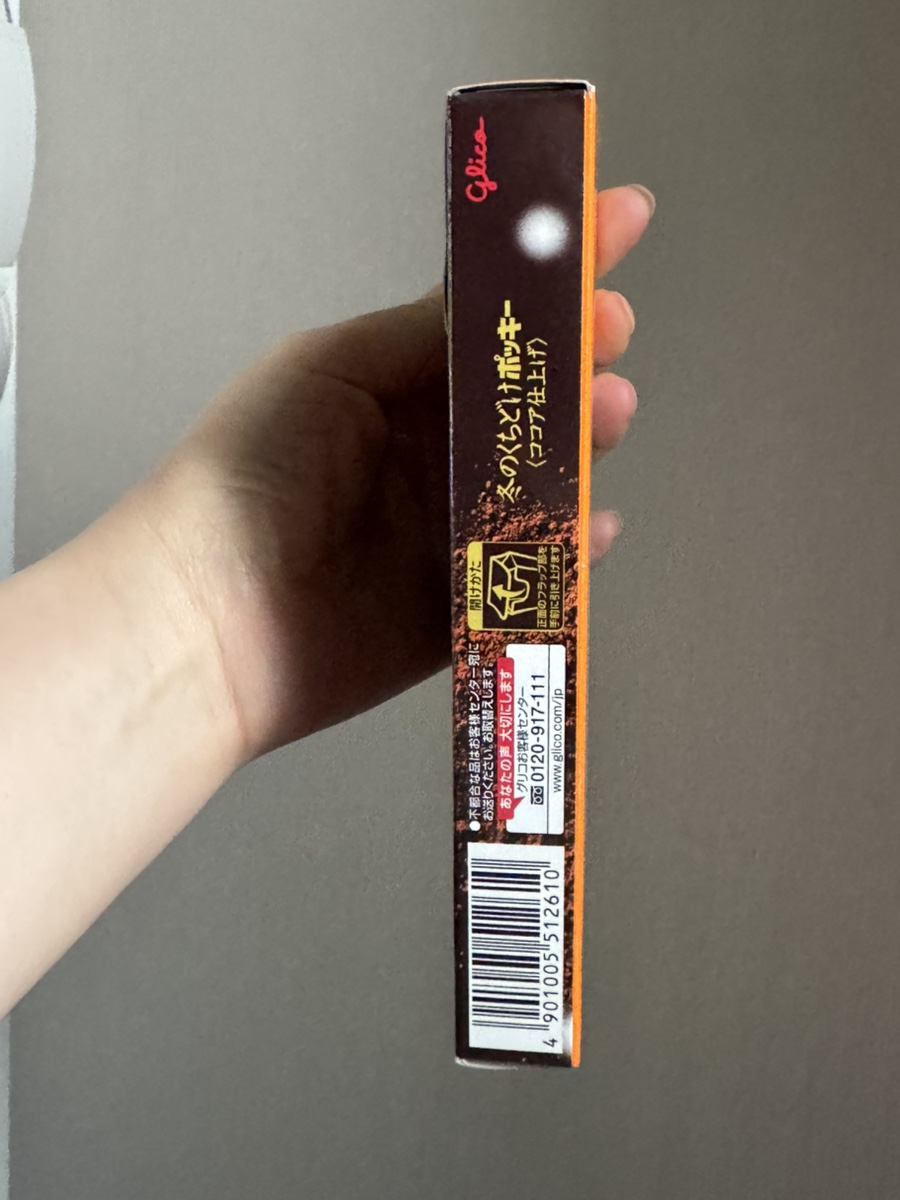 Glico
冬のくちどけポッキー
〈ココア仕上げ〉
開けかた
正面のフラップ部を
手前に引き上げます
●不都合な品はお客様センター宛に
お送りください。お取替えします。
あなたの声 大切にします
グリコお客様センター
0120-917-111
www.glico.com/jp
4 901005 512610